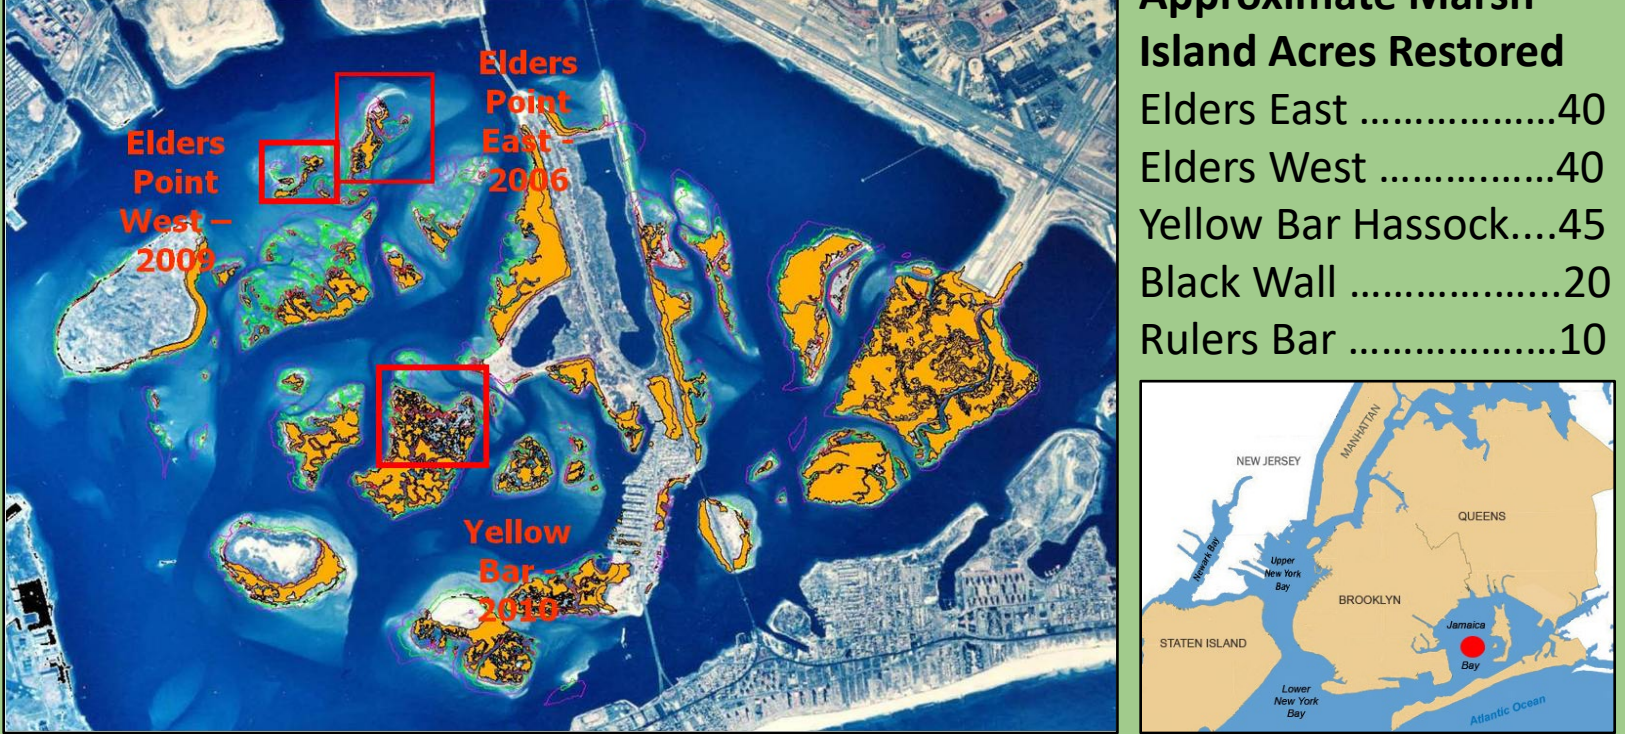 Approximate Marsh
Island Acres Restored
Elders East ………………40
Elders West ………………40
Yellow Bar Hassock....45
Black Wall ………………...20
Rulers Bar …………………10
Elders
Point
East -
2006
Elders
Point
West –
2009
Yellow
Bar -
2010
MANHATTAN
NEW JERSEY
QUEENS
Newark Bay
Upper
New York
Bay
BROOKLYN
Jamaica
Bay
STATEN ISLAND
Lower
New York
Bay
Atlantic Ocean